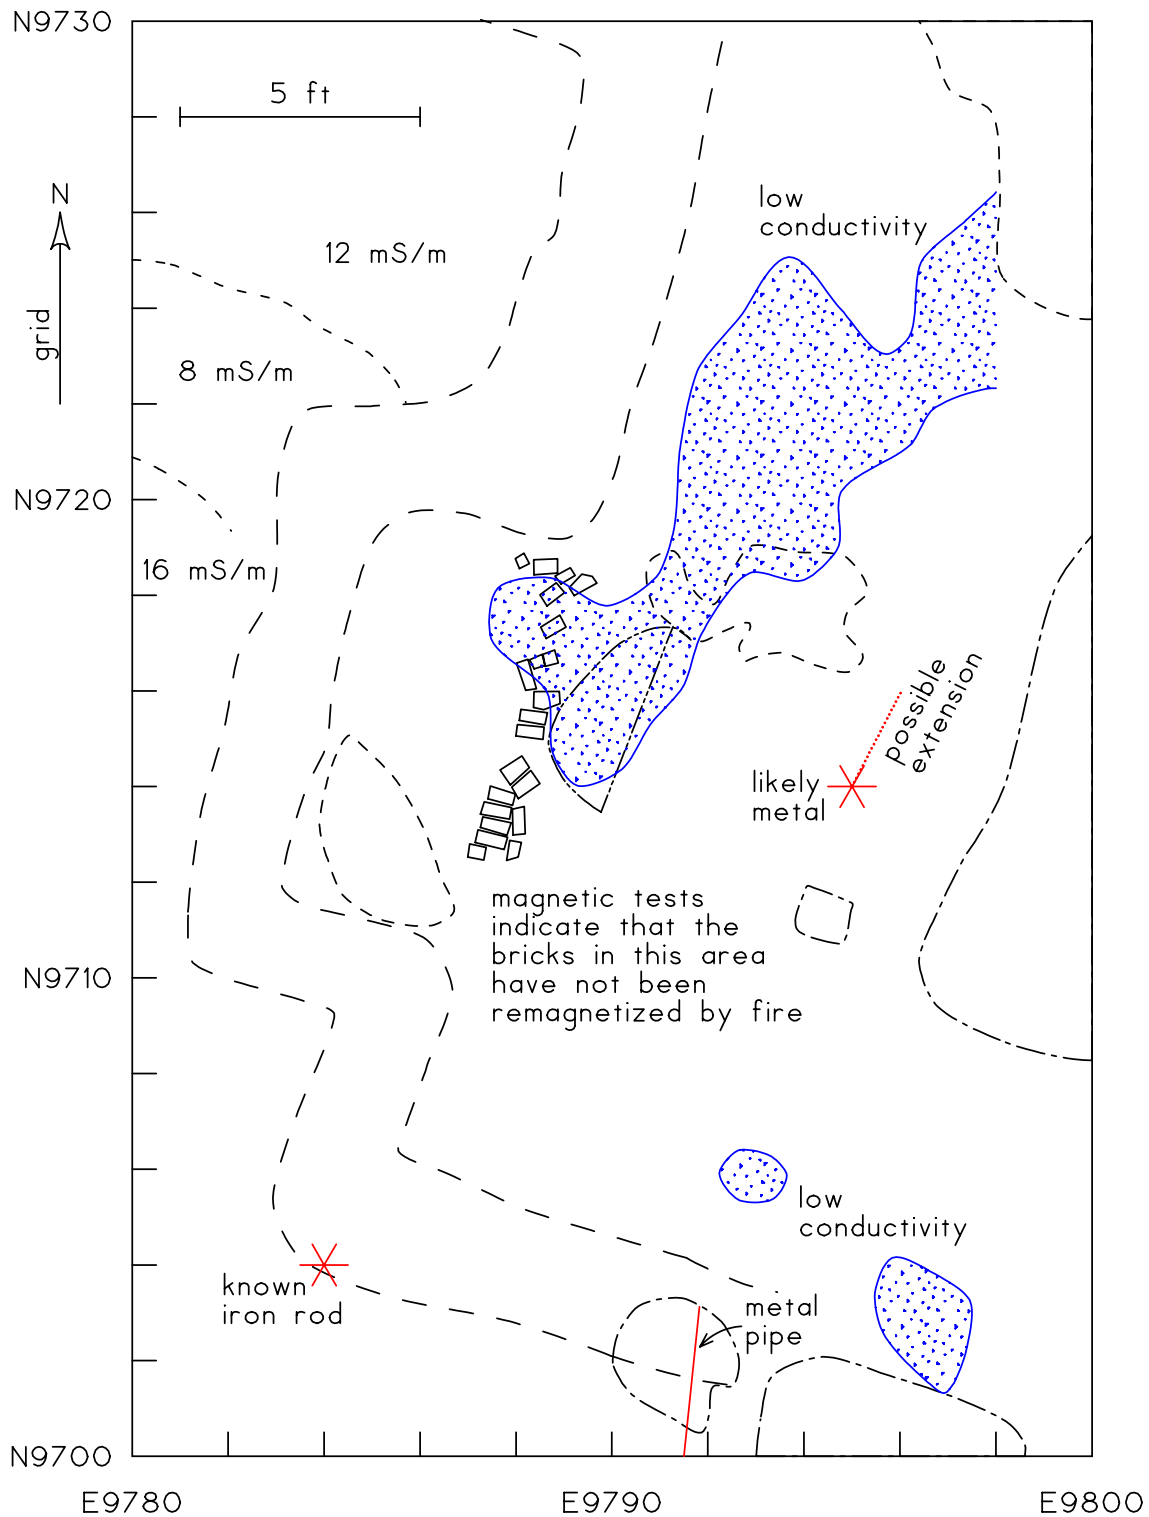 N9730
5 ft
N
low
conductivity
12 mS/m
grid
8 mS/m
N9720
16 mS/m
possible
extension
likely
metal
magnetic tests
indicate that the
bricks in this area
have not been
remagnetized by fire
N9710
low
conductivity
known
iron rod
metal
pipe
N9700
E9780
E9790
E9800